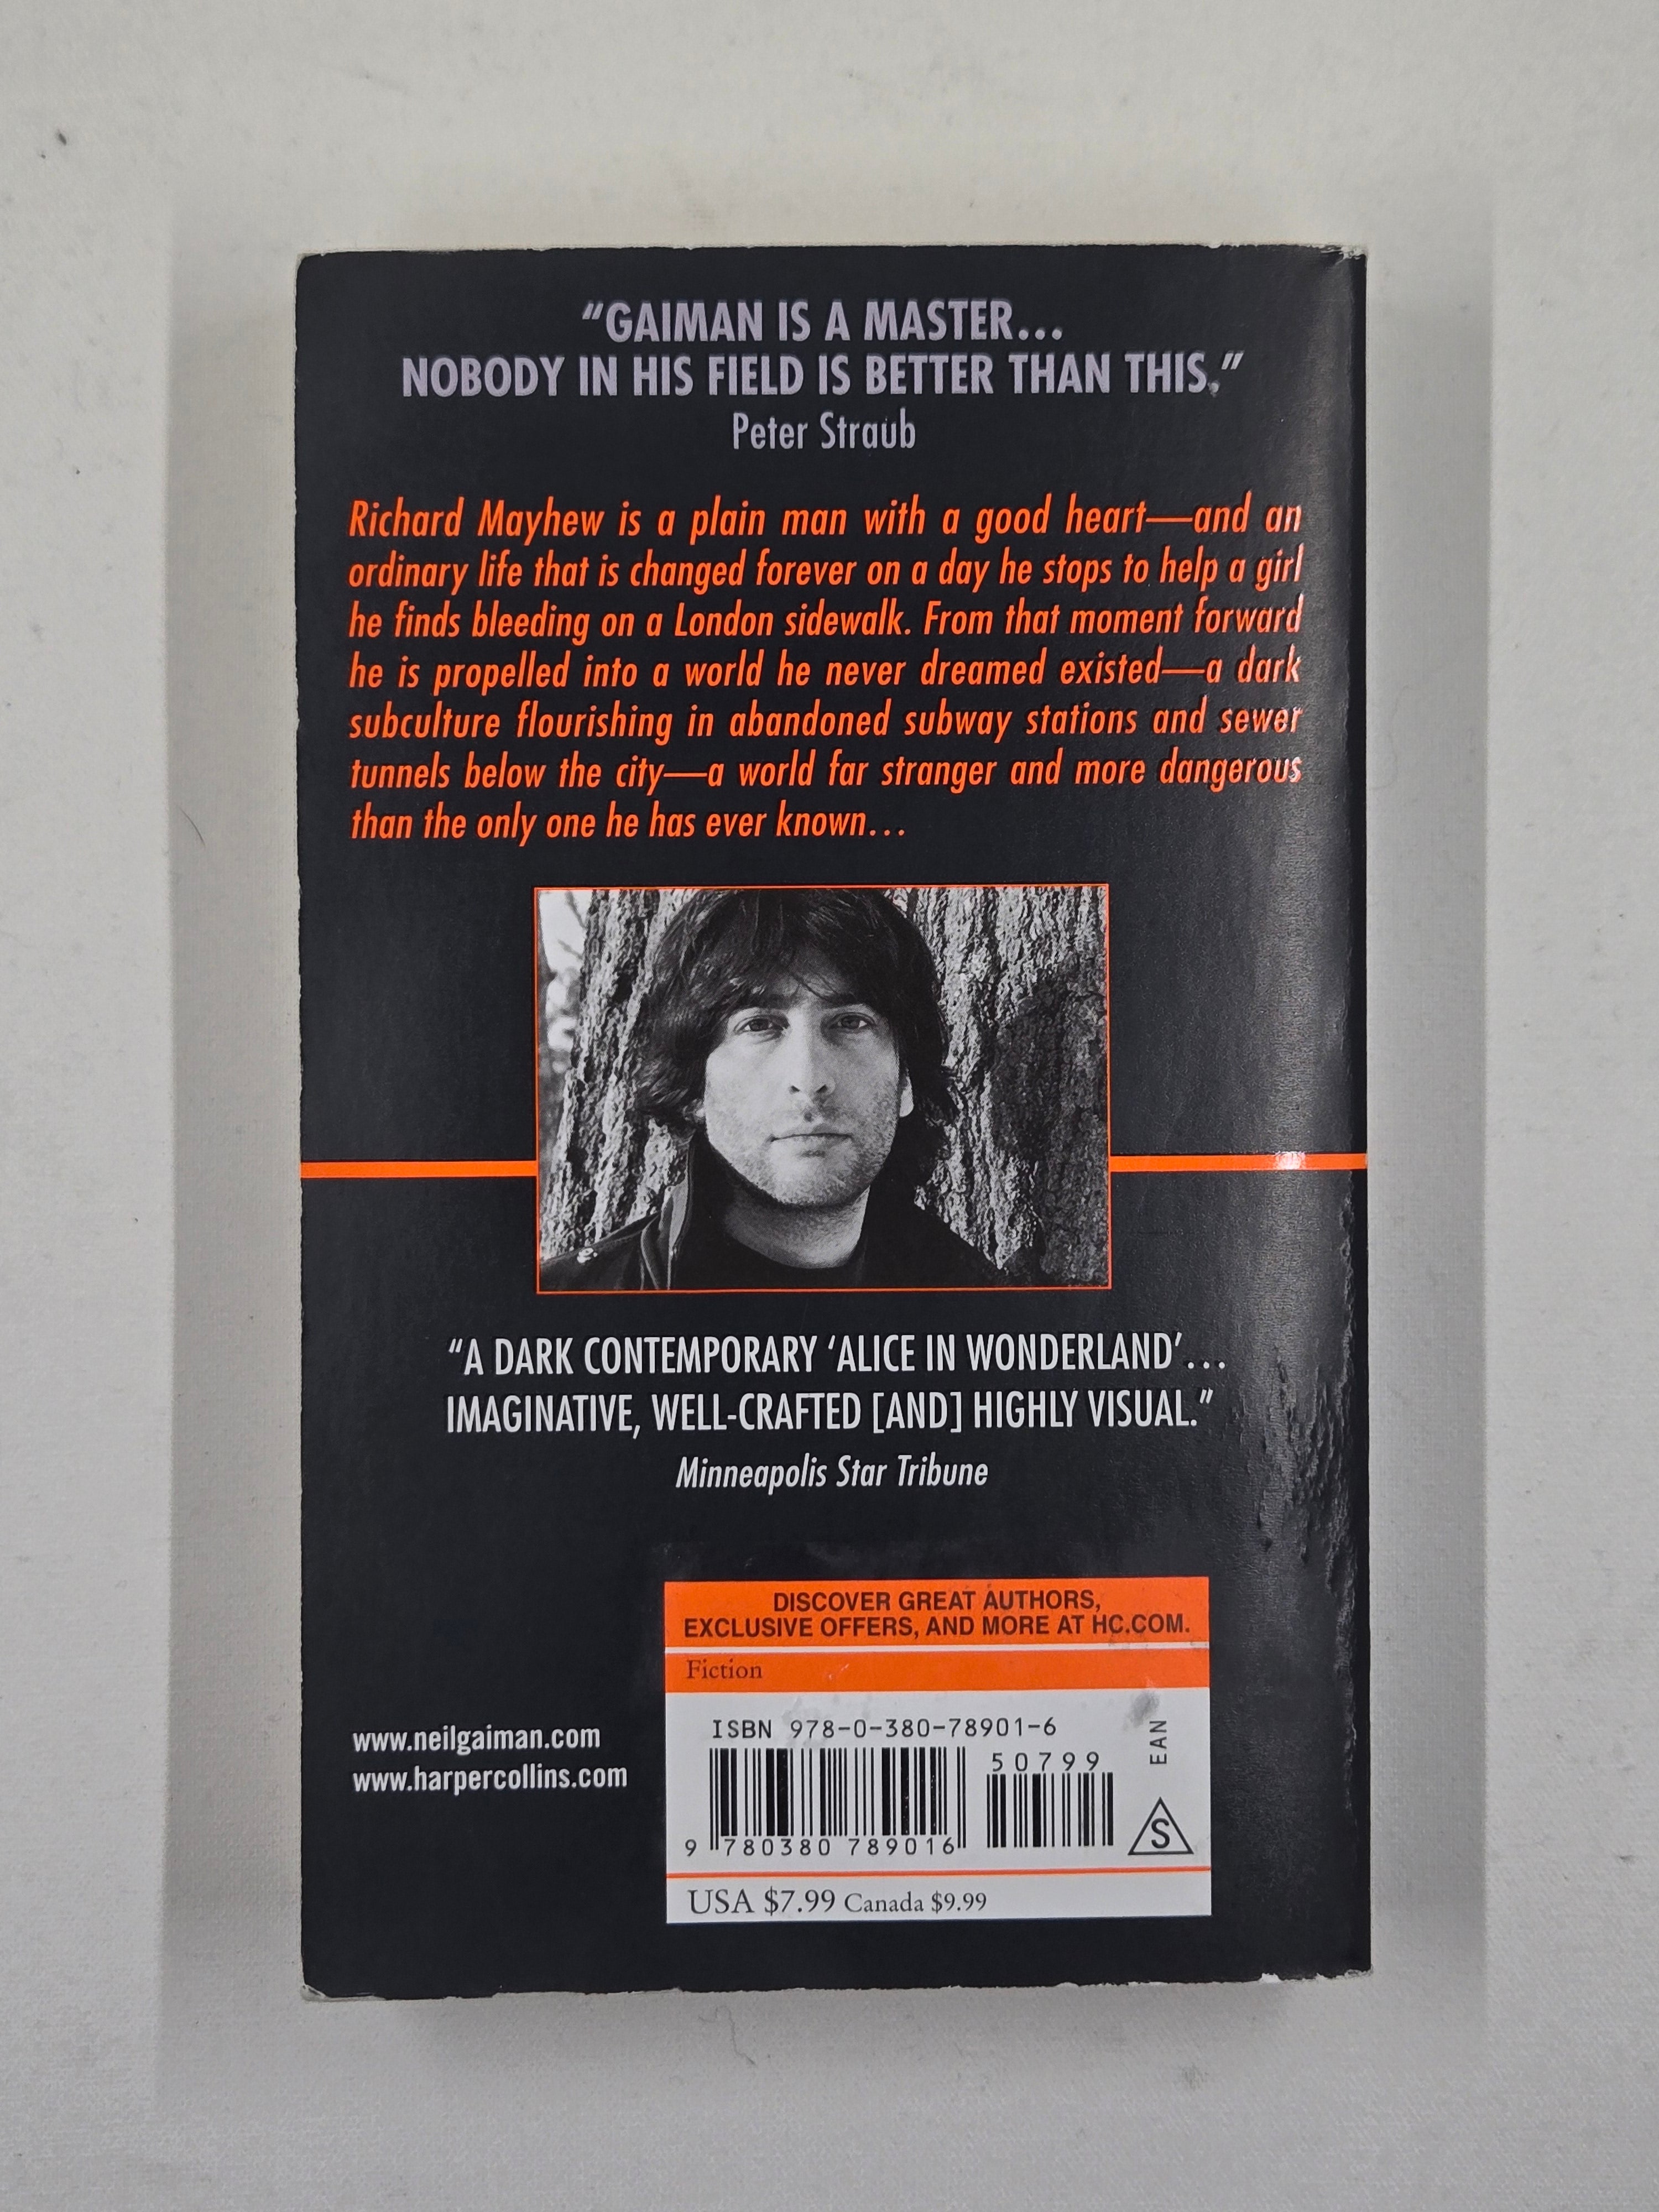 “GAIMAN IS A MASTER…
NOBODY IN HIS FIELD IS BETTER THAN THIS.”
Peter Straub
Richard Mayhew is a plain man with a good heart—and an
ordinary life that is changed forever on a day he stops to help a girl
he finds bleeding on a London sidewalk. From that moment forward
he is propelled into a world he never dreamed existed—a dark
subculture flourishing in abandoned subway stations and sewer
tunnels below the city—a world far stranger and more dangerous
than the only one he has ever known…
“A DARK CONTEMPORARY ‘ALICE IN WONDERLAND’…
IMAGINATIVE, WELL-CRAFTED [AND] HIGHLY VISUAL.”
Minneapolis Star Tribune
DISCOVER GREAT AUTHORS,
EXCLUSIVE OFFERS, AND MORE AT HC.COM.
Fiction
www.neilgaiman.com
www.harpercollins.com
ISBN 978-0-380-78901-6
50799
EAN
S
9 780380 789016
USA $7.99 Canada $9.99